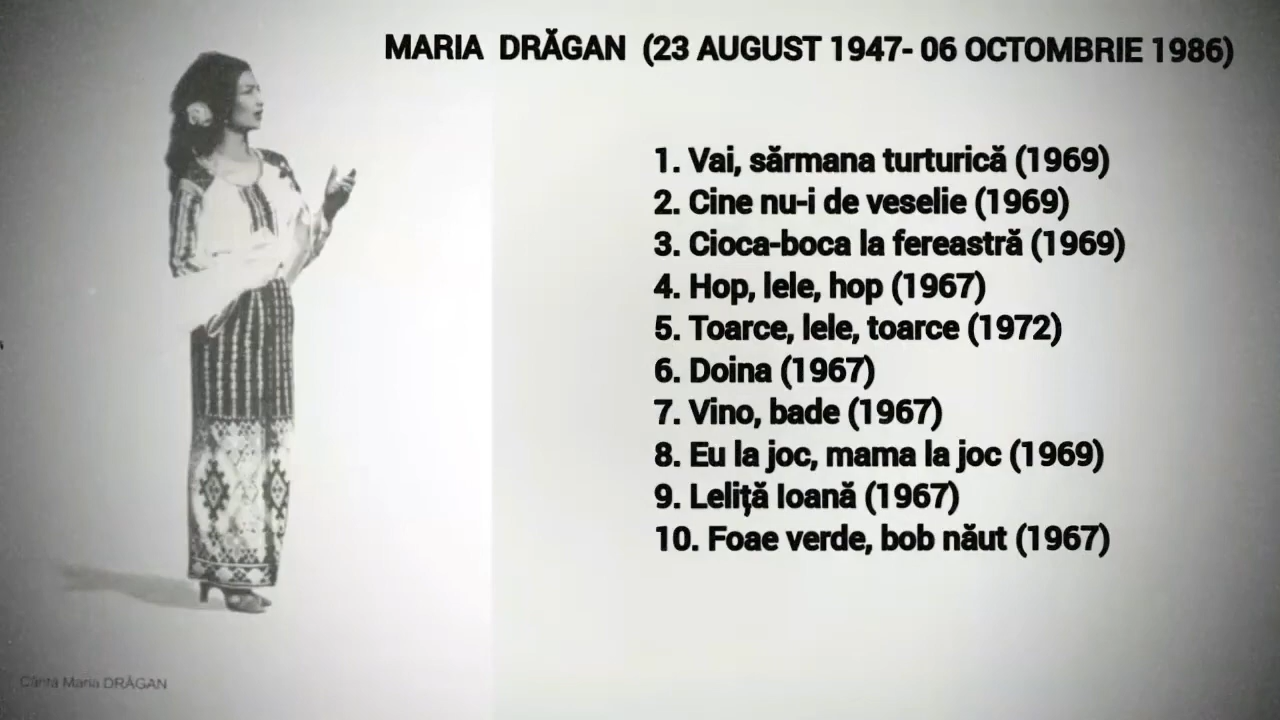 MARIA DRĂGAN (23 AUGUST 1947- 06 OCTOMBRIE 1986)
1. Vai, sărmana turturică (1969)
2. Cine nu-i de veselie (1969)
3. Cioca-boca la fereastră (1969)
4. Hop, lele, hop (1967)
5. Toarce, lele, toarce (1972)
6. Doina (1967)
7. Vino, bade (1967)
8. Eu la joc, mama la joc (1969)
9. Leliţă Ioană (1967)
10. Foae verde, bob năut (1967)
Cântă Maria DRĂGAN